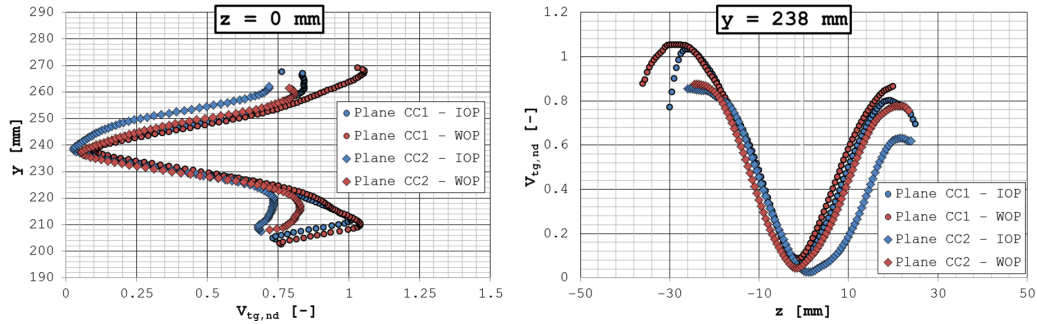 z = 0 mm
290
280
270
260
250
240
230
220
210
200
190
y [mm]
0
0.25
0.5
0.75
1
1.25
1.5
Vtg,nd [-]
Plane CC1 - IOP
Plane CC1 - WOP
Plane CC2 - IOP
Plane CC2 - WOP
y = 238 mm
1.2
1
0.8
0.6
0.4
0.2
0
Vtg,nd [-]
-50
-30
-10
10
30
50
z [mm]
Plane CC1 - IOP
Plane CC1 - WOP
Plane CC2 - IOP
Plane CC2 - WOP